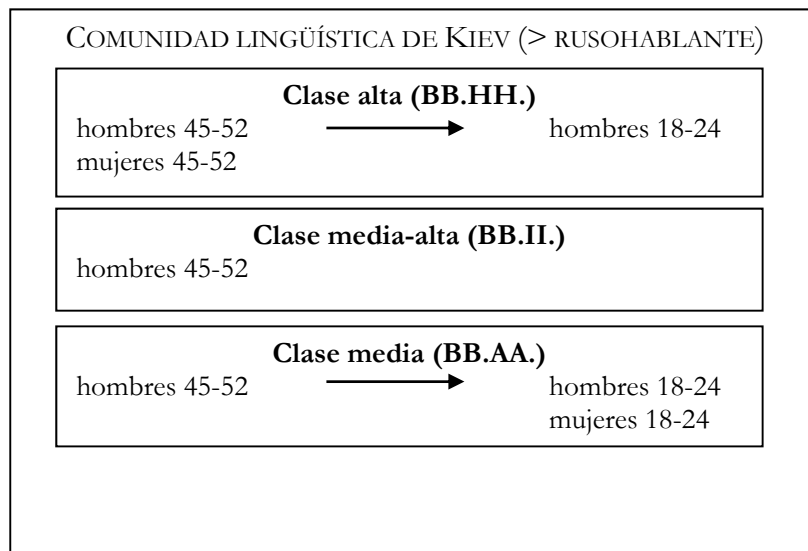 COMUNIDAD LINGÜÍSTICA DE KIEV (> RUSOHABLANTE)
Clase alta (BB.HH.)
hombres 45-52 hombres 18-24
mujeres 45-52
Clase media-alta (BB.II.)
hombres 45-52
Clase media (BB.AA.)
hombres 45-52 hombres 18-24
mujeres 18-24